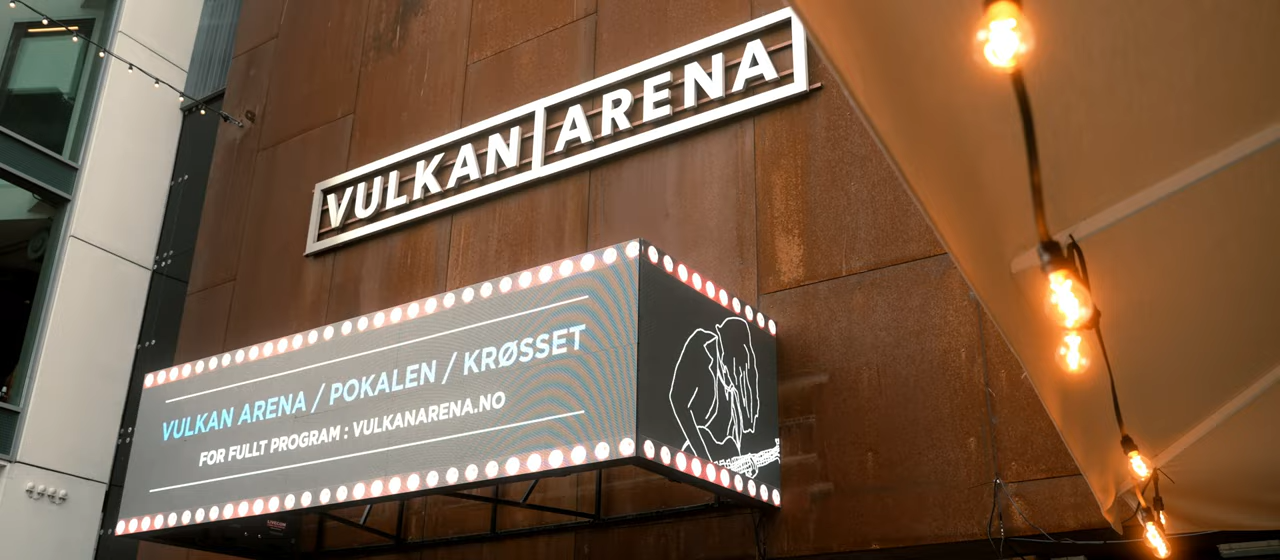 VULKAN ARENA
VULKAN ARENA / POKALEN / KRØSSET
FOR FULLT PROGRAM : VULKANARENA.NO